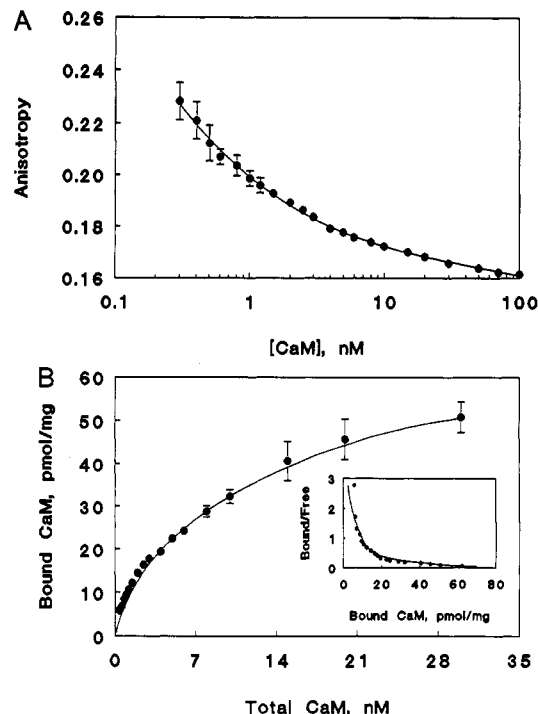 A
0.26
0.24
0.22
0.20
0.18
0.16
Anisotropy
0.1
1
10
100
[CaM], nM
B
60
50
40
30
20
10
0
Bound CaM, pmol/mg
3
2
1
0
Bound/Free
0 20 40 60 80
Bound CaM, pmol/mg
0 7 14 21 28 35
Total CaM, nM